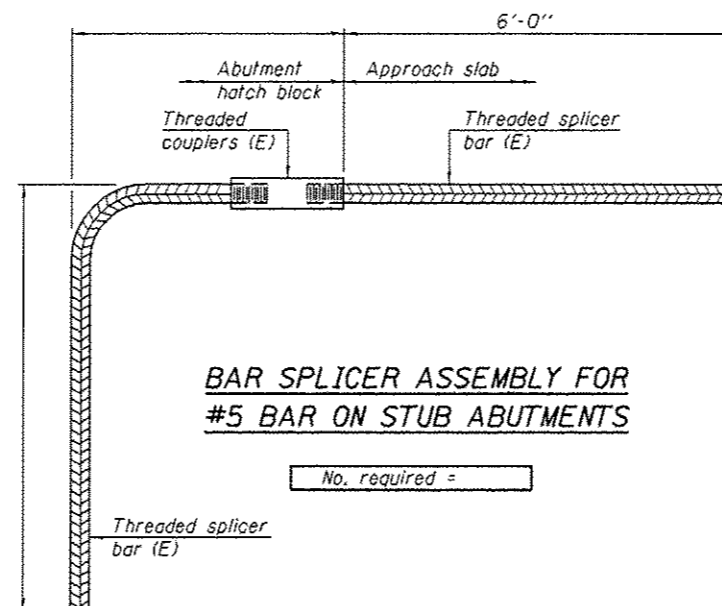 6'-0"
Abutment
hatch block
Approach slab
Threaded
couplers (E)
Threaded splicer
bar (E)
BAR SPLICER ASSEMBLY FOR
#5 BAR ON STUB ABUTMENTS
No. required =
Threaded splicer
bar (E)